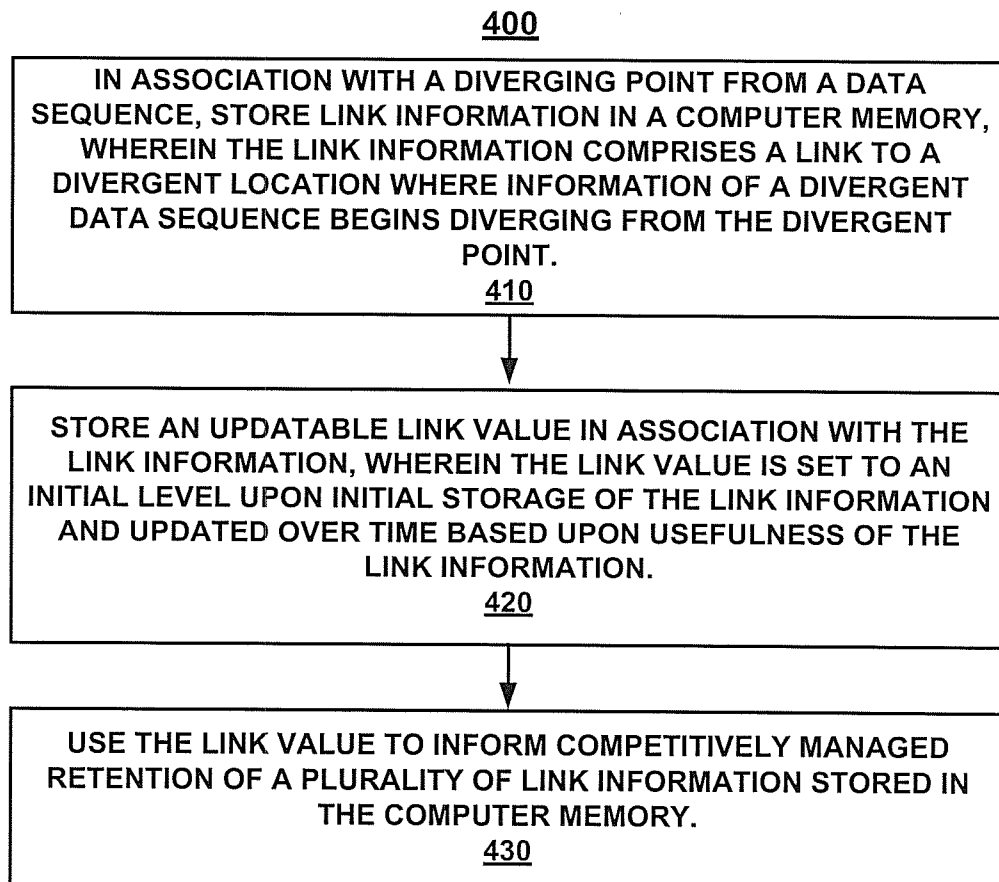 400
IN ASSOCIATION WITH A DIVERGING POINT FROM A DATA
SEQUENCE, STORE LINK INFORMATION IN A COMPUTER MEMORY,
WHEREIN THE LINK INFORMATION COMPRISES A LINK TO A
DIVERGENT LOCATION WHERE INFORMATION OF A DIVERGENT
DATA SEQUENCE BEGINS DIVERGING FROM THE DIVERGENT
POINT.
410
STORE AN UPDATABLE LINK VALUE IN ASSOCIATION WITH THE
LINK INFORMATION, WHEREIN THE LINK VALUE IS SET TO AN
INITIAL LEVEL UPON INITIAL STORAGE OF THE LINK INFORMATION
AND UPDATED OVER TIME BASED UPON USEFULNESS OF THE
LINK INFORMATION.
420
USE THE LINK VALUE TO INFORM COMPETITIVELY MANAGED
RETENTION OF A PLURALITY OF LINK INFORMATION STORED IN
THE COMPUTER MEMORY.
430